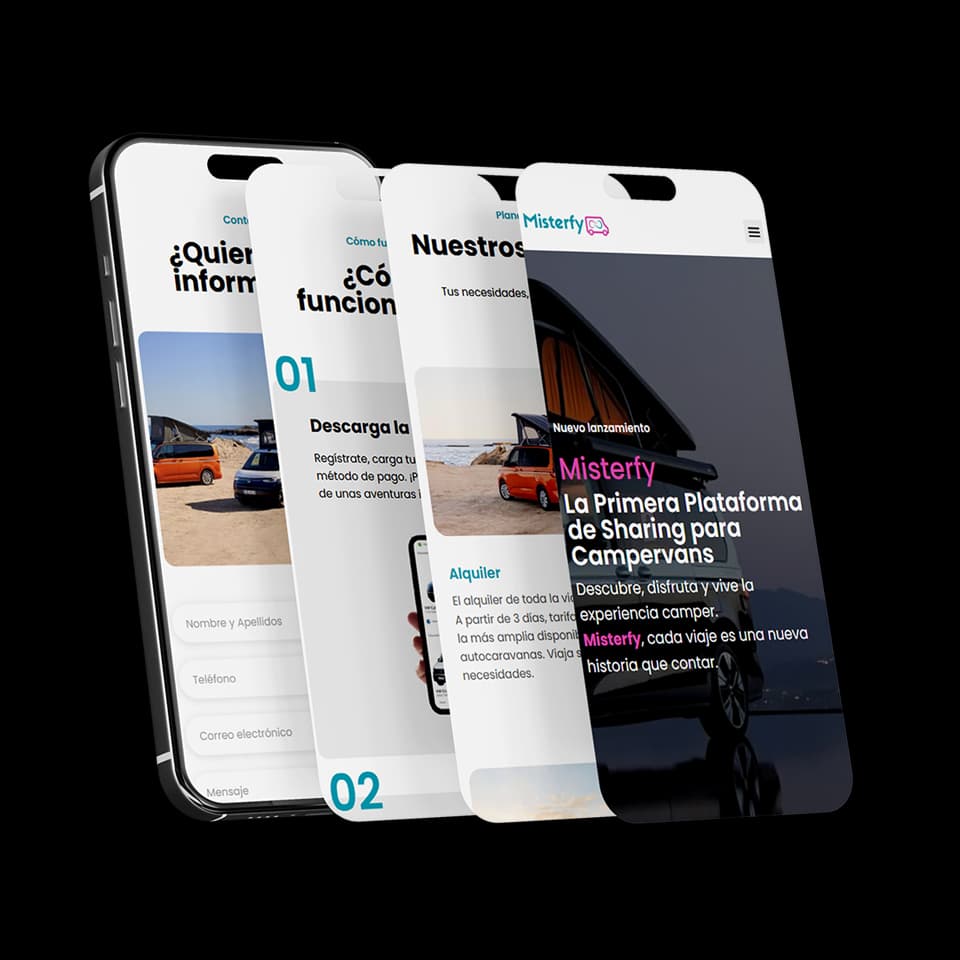 ¿Quier
inform
Nombre y Apellidos
Teléfono
Correo electrónico
Mensaje
Cómo fu
¿Có
funcion
01
Descarga la
Regístrate, carga tu
método de pago. ¡P
de unas aventuras
02
Nuestros
Tus necesidades,
Alquiler
El alquiler de toda la vi
A partir de 3 días, tarifa
la más amplia disponib
autocaravanas. Viaja s
necesidades.
Misterfy
Nuevo lanzamiento
Misterfy
La Primera Plataforma
de Sharing para
Campervans
Descubre, disfruta y vive la
experiencia camper.
Misterfy, cada viaje es una nueva
historia que contar.